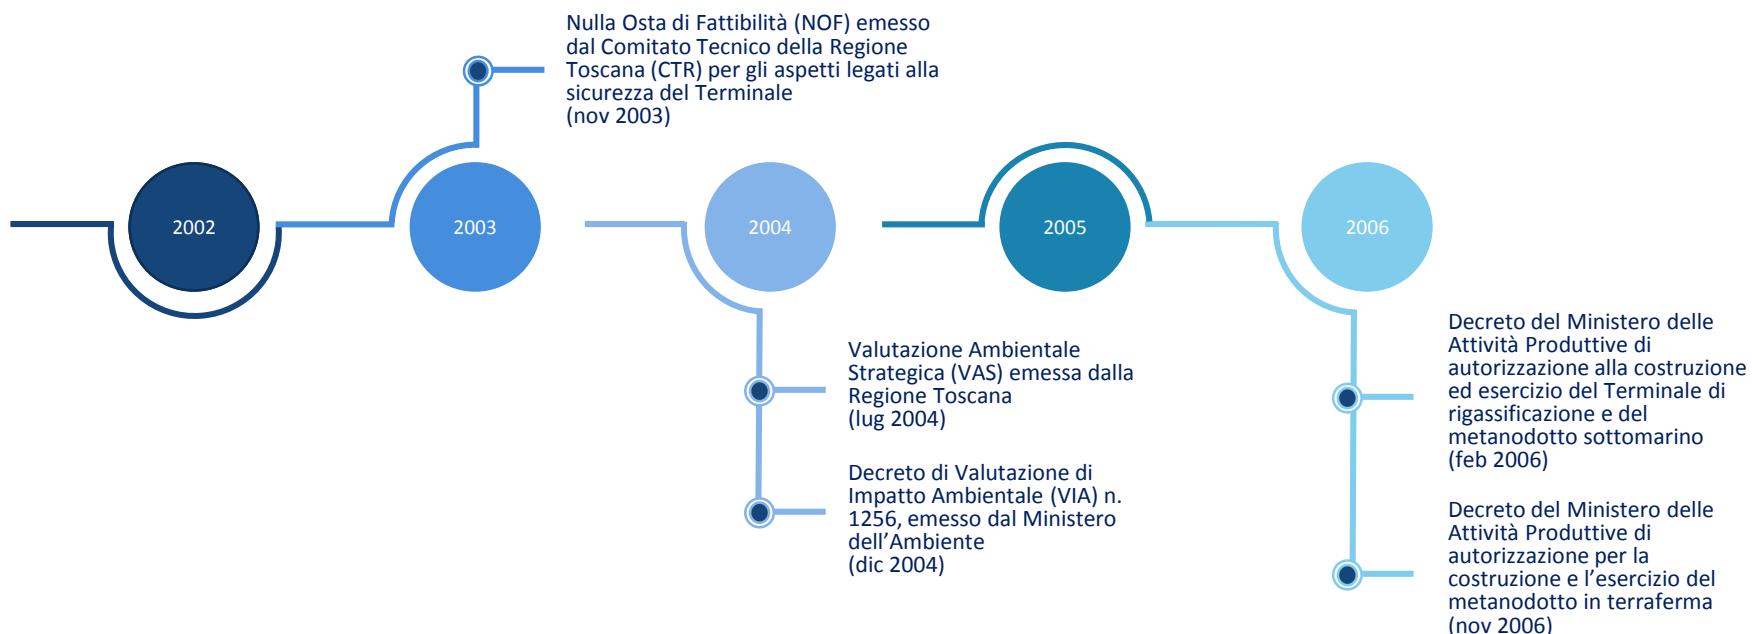 Nulla Osta di Fattibilità (NOF) emesso
dal Comitato Tecnico della Regione
Toscana (CTR) per gli aspetti legati alla
sicurezza del Terminale
(nov 2003)
2002
2003
2004
2005
2006
Valutazione Ambientale
Strategica (VAS) emessa dalla
Regione Toscana
(lug 2004)
Decreto di Valutazione di
Impatto Ambientale (VIA) n.
1256, emesso dal Ministero
dell’Ambiente
(dic 2004)
Decreto del Ministero delle
Attività Produttive di
autorizzazione alla costruzione
ed esercizio del Terminale di
rigassificazione e del
metanodotto sottomarino
(feb 2006)
Decreto del Ministero delle
Attività Produttive di
autorizzazione per la
costruzione e l’esercizio del
metanodotto in terraferma
(nov 2006)